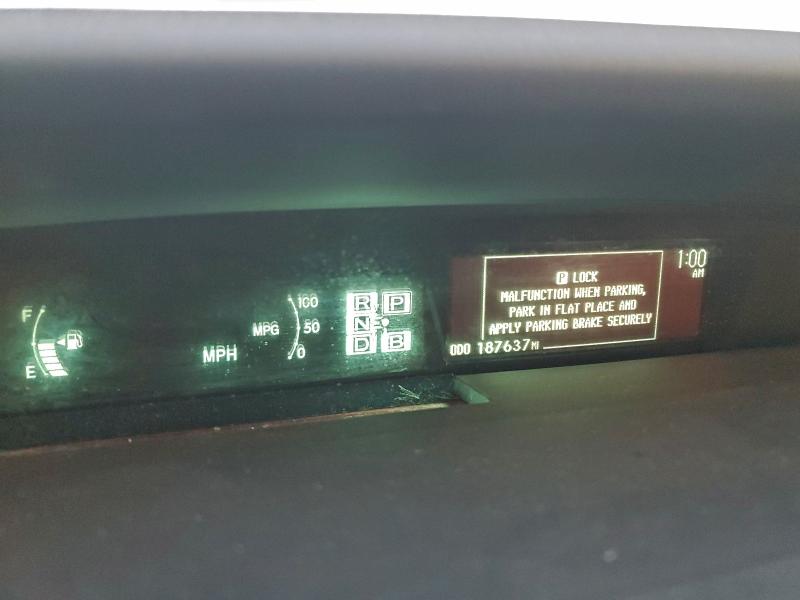 F
E
MPH
MPG
100
50
0
R P
N
D B
P LOCK
MALFUNCTION WHEN PARKING,
PARK IN FLAT PLACE AND
APPLY PARKING BRAKE SECURELY
1:00
AM
ODO 187637 MI